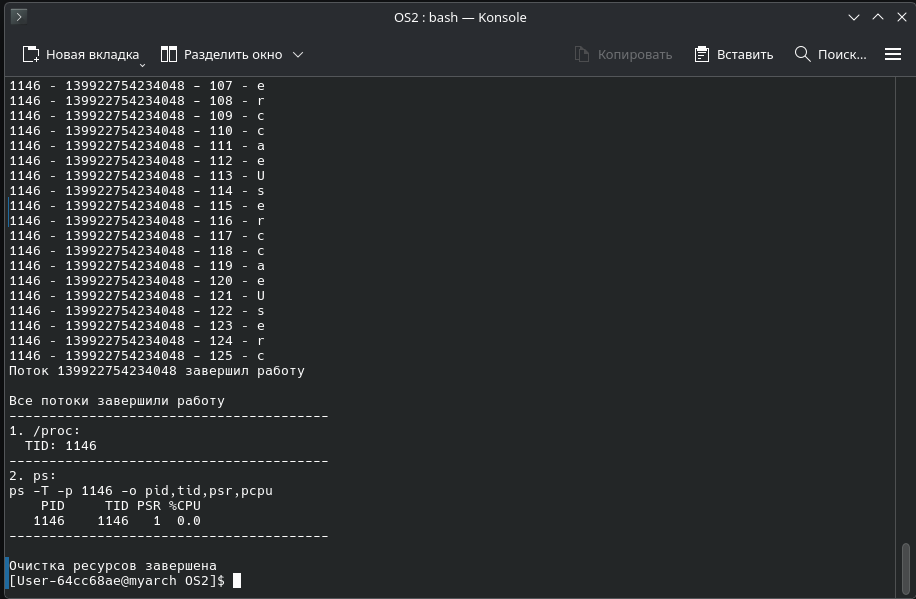 OS2 : bash — Konsole
Новая вкладка Разделить окно Копировать Вставить Поиск...
1146 - 139922754234048 - 107 - e
1146 - 139922754234048 - 108 - r
1146 - 139922754234048 - 109 - c
1146 - 139922754234048 - 110 - c
1146 - 139922754234048 - 111 - a
1146 - 139922754234048 - 112 - e
1146 - 139922754234048 - 113 - U
1146 - 139922754234048 - 114 - s
1146 - 139922754234048 - 115 - e
1146 - 139922754234048 - 116 - r
1146 - 139922754234048 - 117 - c
1146 - 139922754234048 - 118 - c
1146 - 139922754234048 - 119 - a
1146 - 139922754234048 - 120 - e
1146 - 139922754234048 - 121 - U
1146 - 139922754234048 - 122 - s
1146 - 139922754234048 - 123 - e
1146 - 139922754234048 - 124 - r
1146 - 139922754234048 - 125 - c
Поток 139922754234048 завершил работу
Все потоки завершили работу
----------------------------------------
1. /proc:
TID: 1146
----------------------------------------
2. ps:
ps -T -p 1146 -o pid,tid,psr,pcpu
PID TID PSR %CPU
1146 1146 1 0.0
----------------------------------------
Очистка ресурсов завершена
[User-64cc68ae@myarch OS2]$